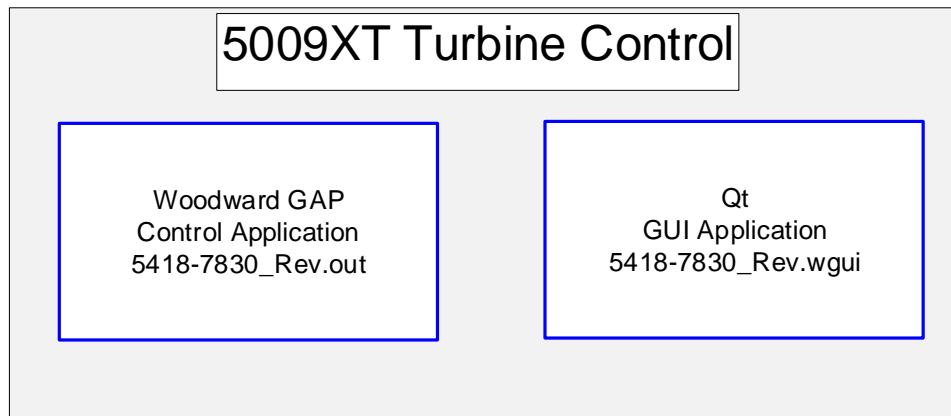 5009XT Turbine Control
Woodward GAP
Control Application
5418-7830_Rev.out
Qt
GUI Application
5418-7830_Rev.wgui